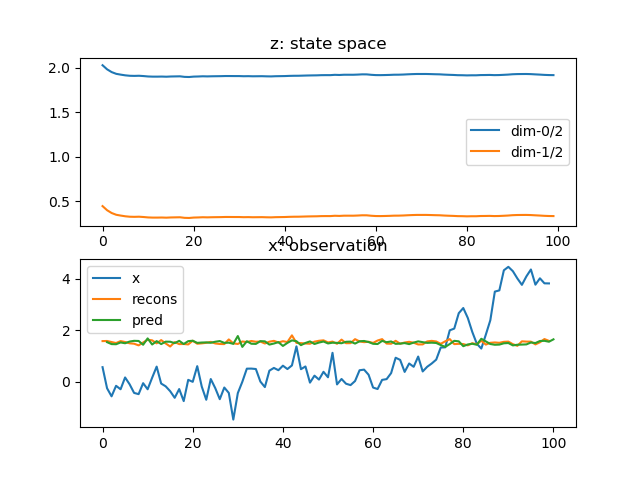 z: state space
2.0
1.5
1.0
0.5
dim-0/2
dim-1/2
0 20 40 60 80 100
x: observation
4
2
0
x
recons
pred
0 20 40 60 80 100